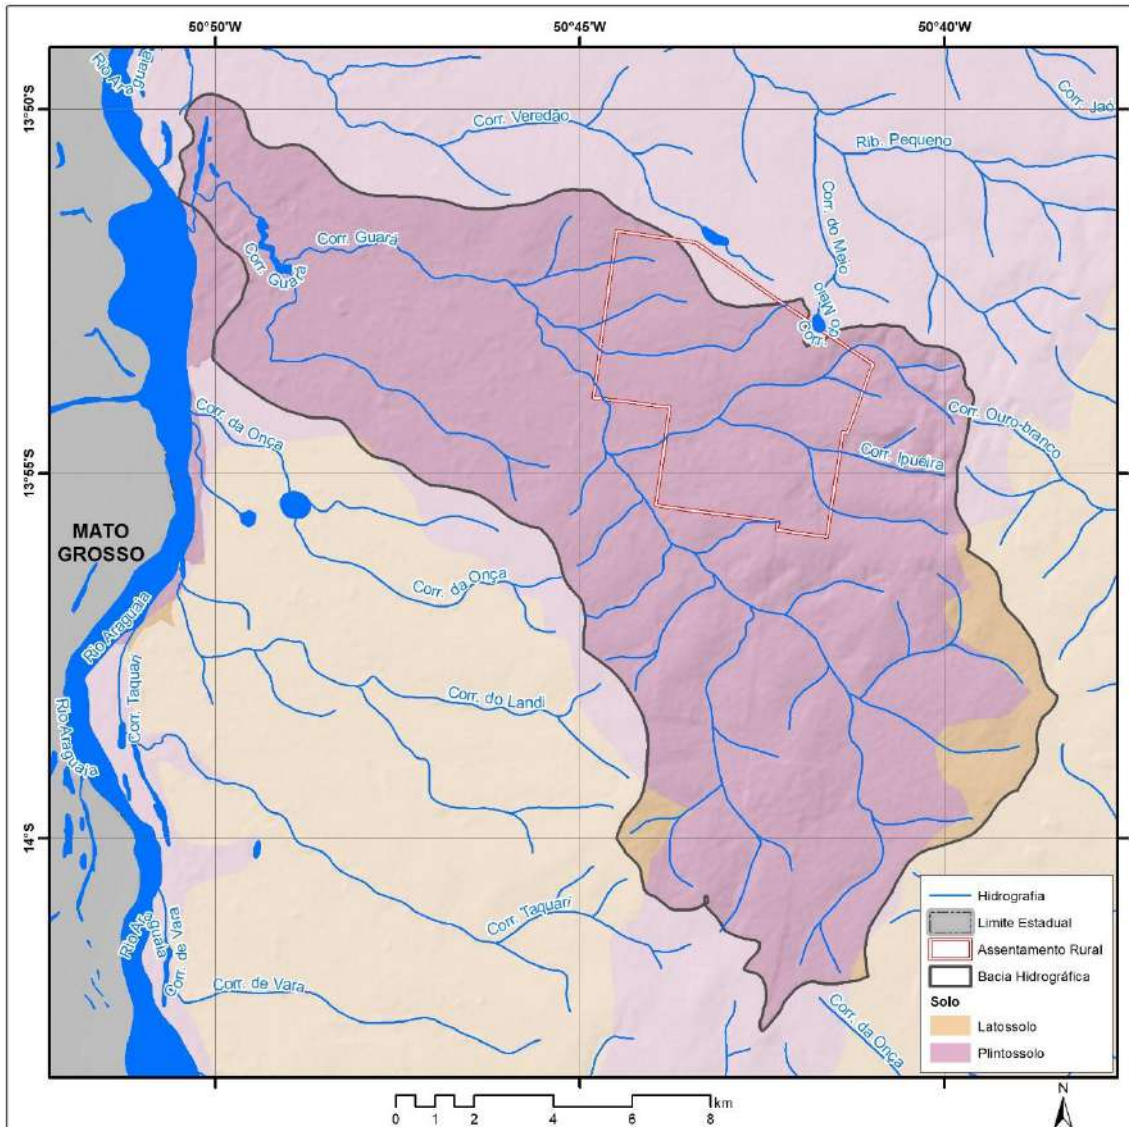 50°50'W
50°45'W
50°40'W
13°50'S
13°55'S
14°S
Rio Araguaia
Corr. Veredão
Corr. Jaó
Rib. Pequeno
Corr. do Meio
Corr. Guará
Corr. Guará
Corr. do Meio
Corr. da Onça
Corr. Ouro-branco
Corr. Ipueira
MATO
GROSSO
Corr. da Onça
Rio Araguaia
Corr. Taquari
Rio Araguaia
Corr. do Landi
Corr. Taquari
Rio Araguaia
Corr. de Vara
Corr. de Vara
Corr. da Onça
Hidrografia
Limite Estadual
Assentamento Rural
Bacia Hidrográfica
Solo
Latossolo
Plintossolo
0 1 2 4 6 8 km
N